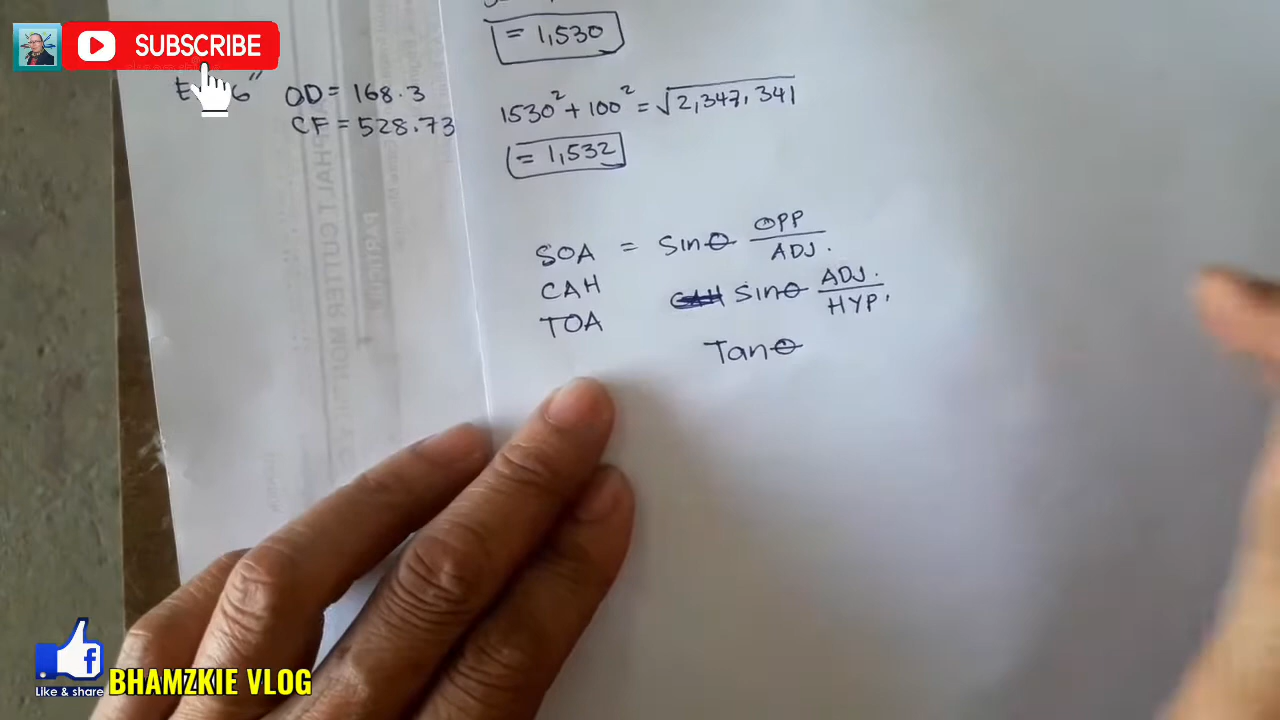 SUBSCRIBE
= 1,530
6" OD = 168.3
CF = 528.73
1530² + 100² = √2,347,341
= 1,532
SOA = Sinθ OPP/ADJ.
CAH Sinθ ADJ./HYP.
TOA Tanθ
Like & share
BHAMZKIE VLOG